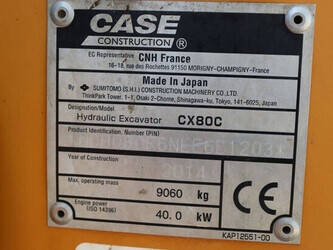 CASE
CONSTRUCTION ®
EC Representative CNH France
16-18, rue des Rochettes 91150 MORIGNY-CHAMPIGNY-France
Made In Japan
By SUMITOMO (S.H.I.) CONSTRUCTION MACHINERY CO., LTD.
ThinkPark Tower, 1-1, Osaki 2-Chome, Shinagawa-ku, Tokyo, 141-6025, Japan
Designation/Model
Hydraulic Excavator CX80C
Product Identification Number (PIN)
Year of Construction
2014
Max. operating mass 9060 kg
Engine power
(ISO 14396) 40.0 kW
CE
KAP12551-00